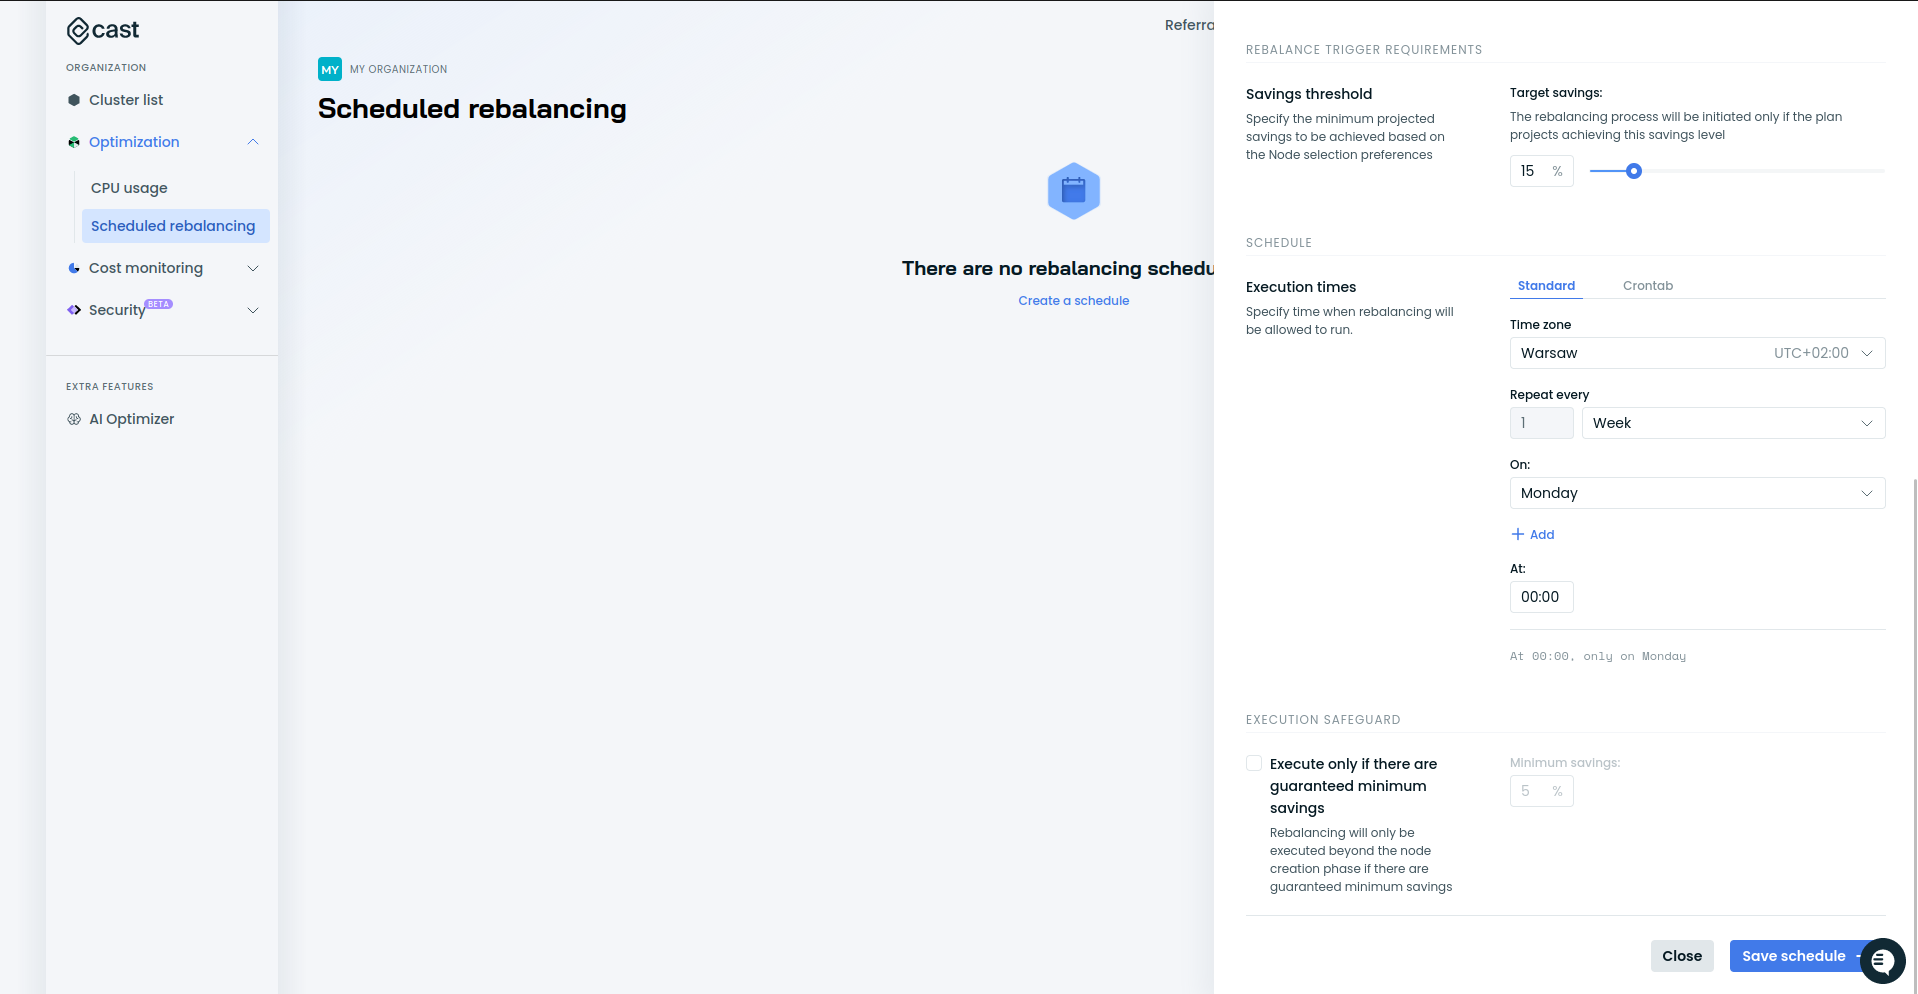 cast
ORGANIZATION
Cluster list
Optimization
CPU usage
Scheduled rebalancing
Cost monitoring
Security BETA
EXTRA FEATURES
AI Optimizer
MY MY ORGANIZATION
Scheduled rebalancing
There are no rebalancing schedu
Create a schedule
Referra
REBALANCE TRIGGER REQUIREMENTS
Savings threshold
Specify the minimum projected
savings to be achieved based on
the Node selection preferences
Target savings:
The rebalancing process will be initiated only if the plan
projects achieving this savings level
15 %
SCHEDULE
Execution times
Specify time when rebalancing will
be allowed to run.
Standard Crontab
Time zone
Warsaw UTC+02:00
Repeat every
1 Week
On:
Monday
+ Add
At:
00:00
At 00:00, only on Monday
EXECUTION SAFEGUARD
Execute only if there are
guaranteed minimum
savings
Rebalancing will only be
executed beyond the node
creation phase if there are
guaranteed minimum savings
Minimum savings:
5 %
Close Save schedule